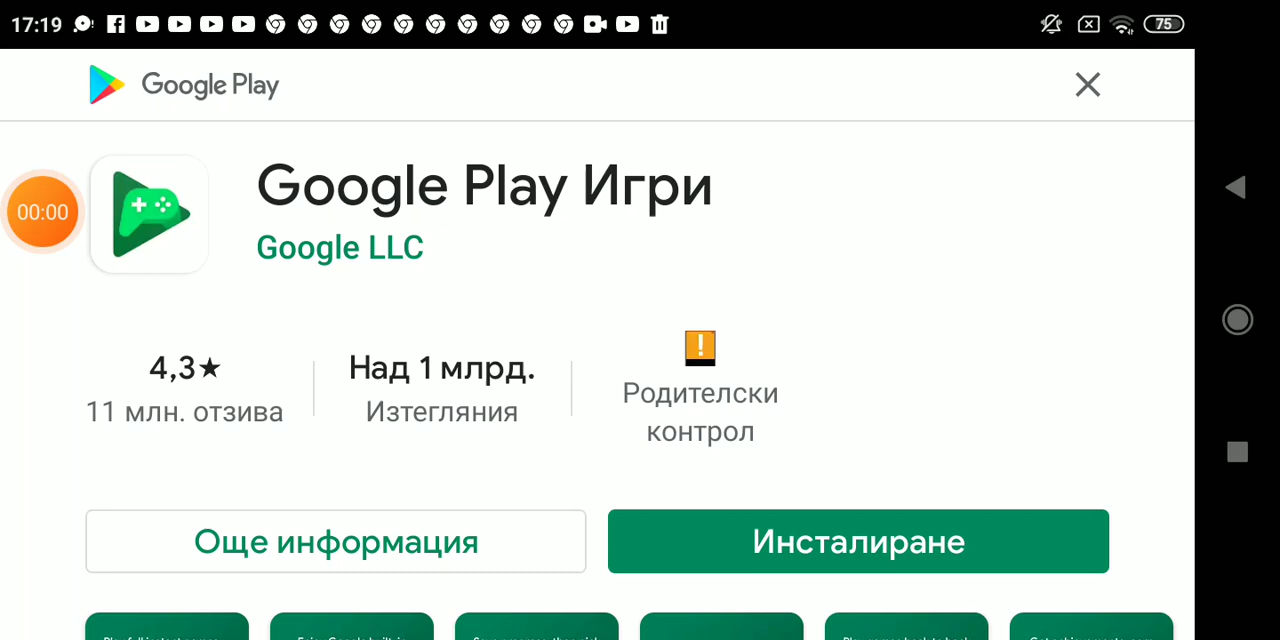 17:19
75
Google Play
00:00
Google Play Игри
Google LLC
4,3★
11 млн. отзива
Над 1 млрд.
Изтегляния
Родителски
контрол
Още информация
Инсталиране